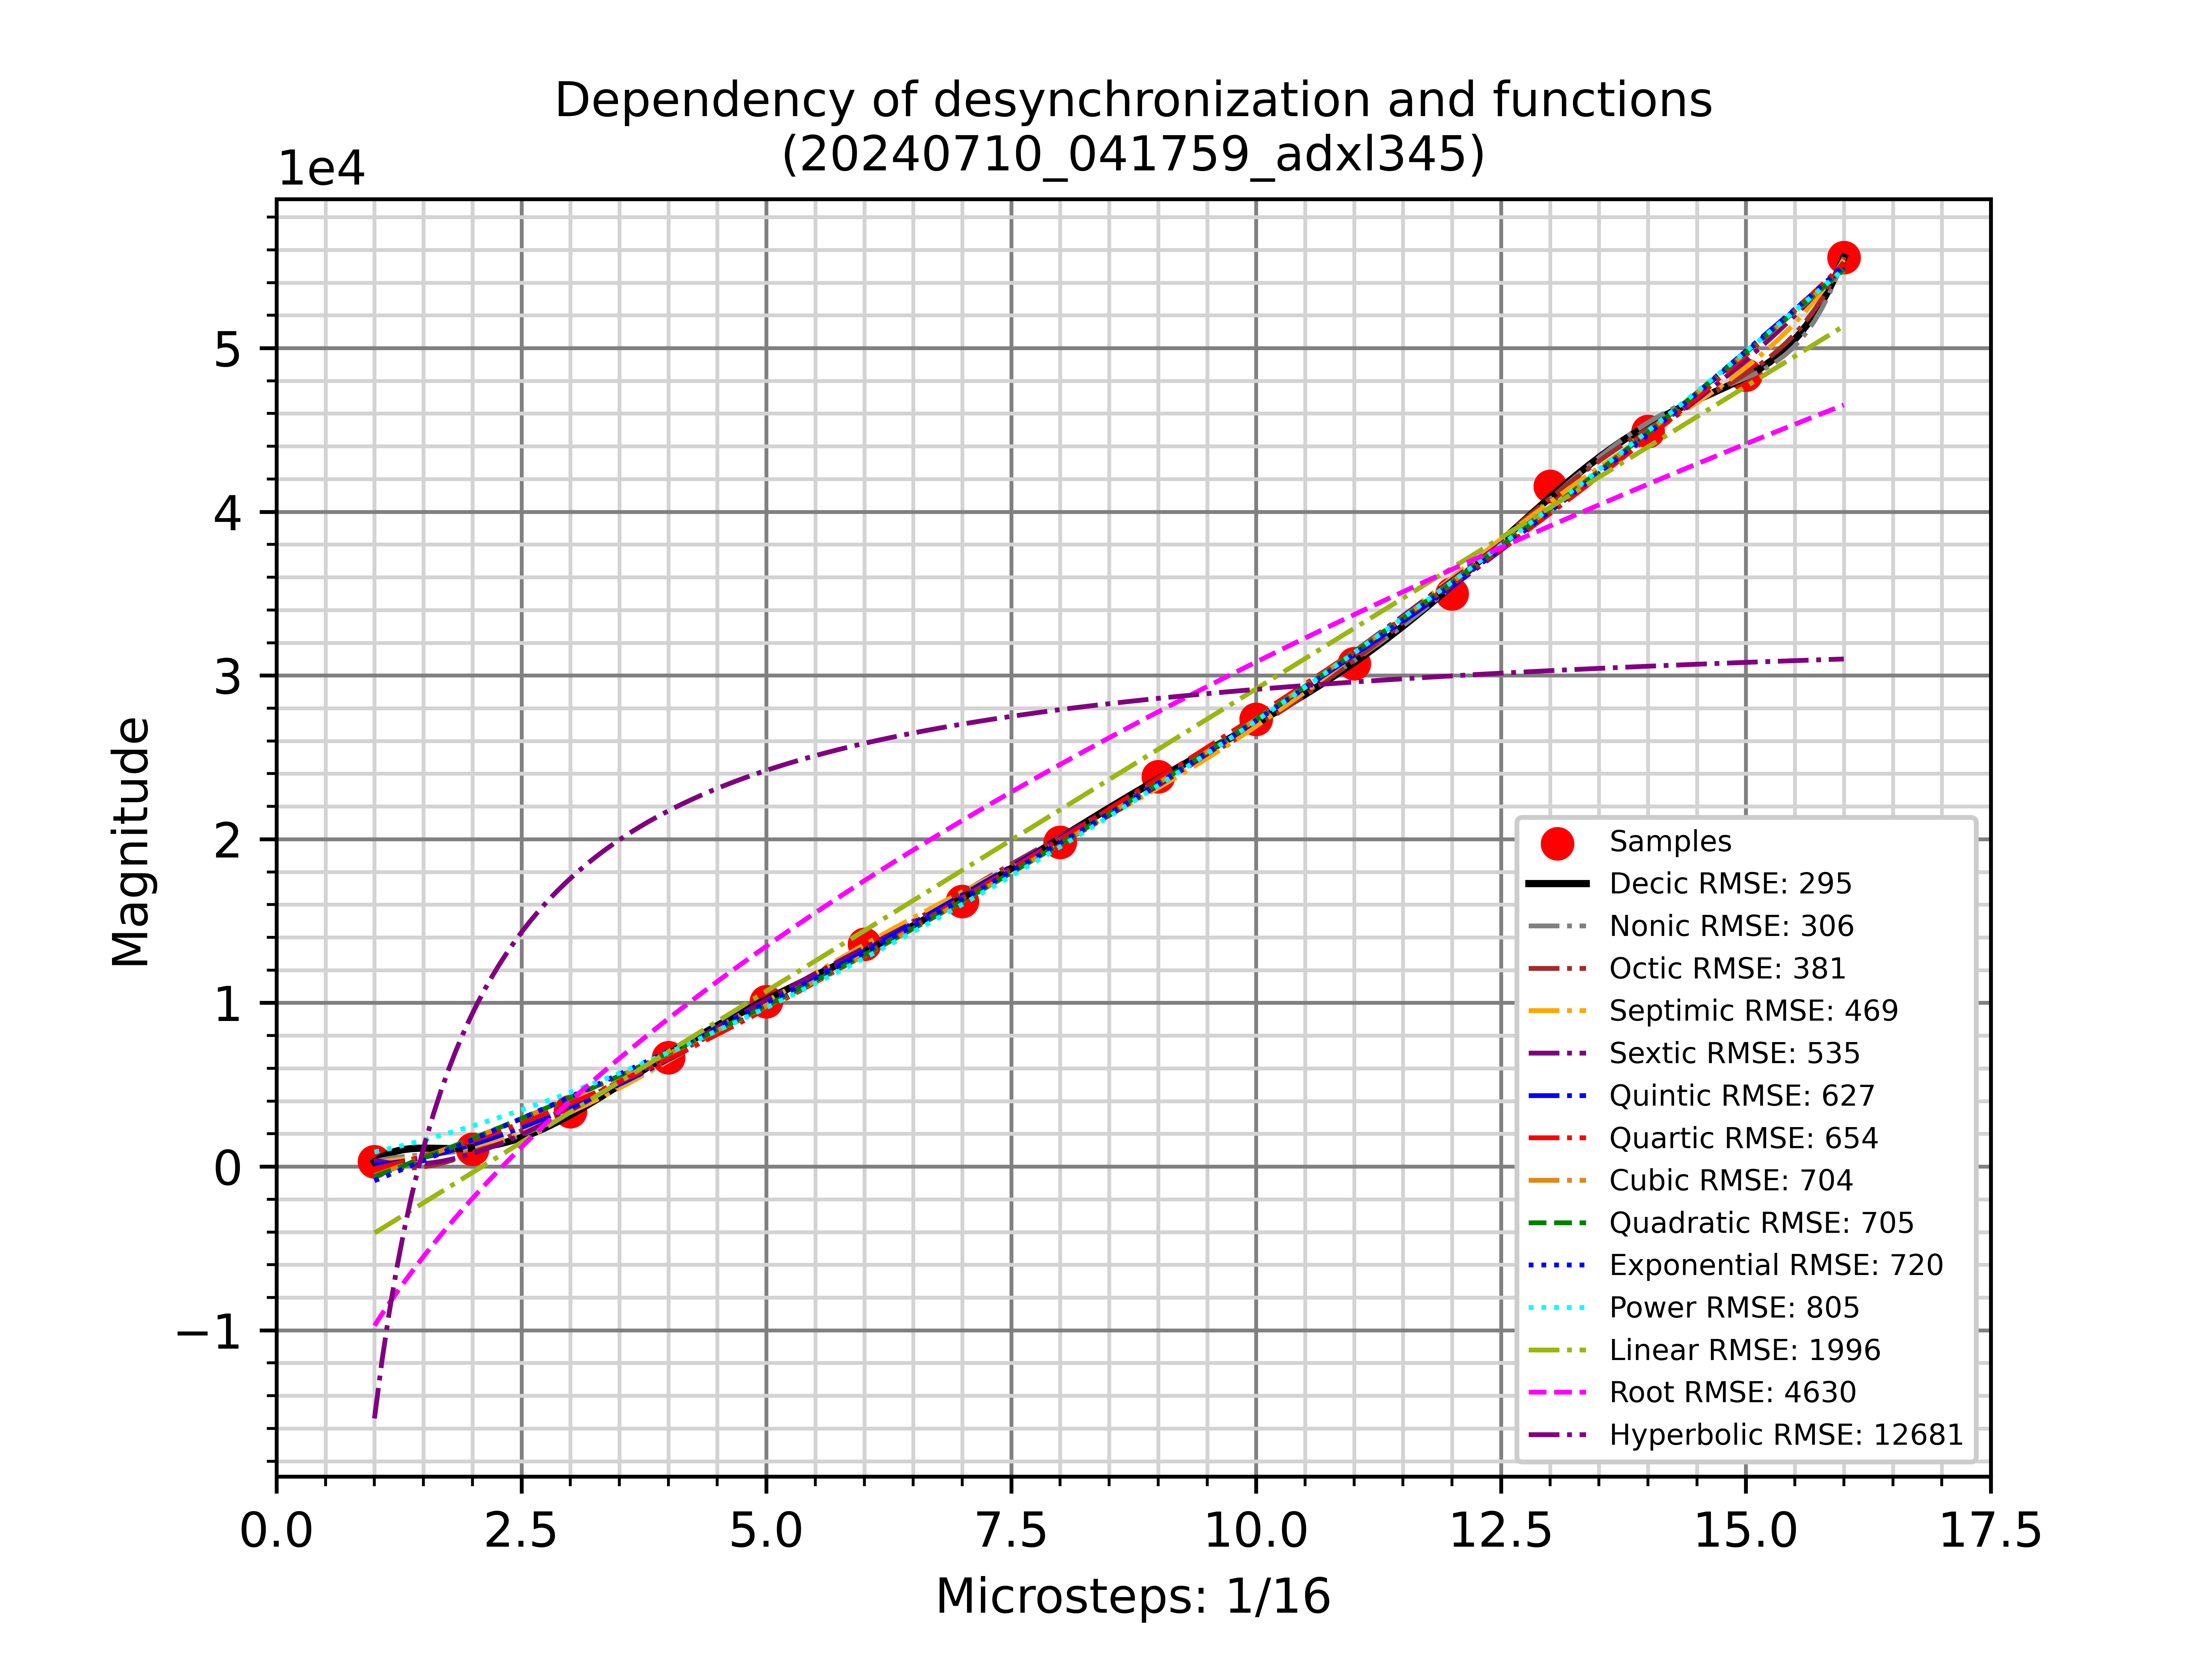 Dependency of desynchronization and functions
(20240710_041759_adxl345)
1e4
5
4
3
2
1
0
−1
Magnitude
Samples
Decic RMSE: 295
Nonic RMSE: 306
Octic RMSE: 381
Septimic RMSE: 469
Sextic RMSE: 535
Quintic RMSE: 627
Quartic RMSE: 654
Cubic RMSE: 704
Quadratic RMSE: 705
Exponential RMSE: 720
Power RMSE: 805
Linear RMSE: 1996
Root RMSE: 4630
Hyperbolic RMSE: 12681
0.0 2.5 5.0 7.5 10.0 12.5 15.0 17.5
Microsteps: 1/16